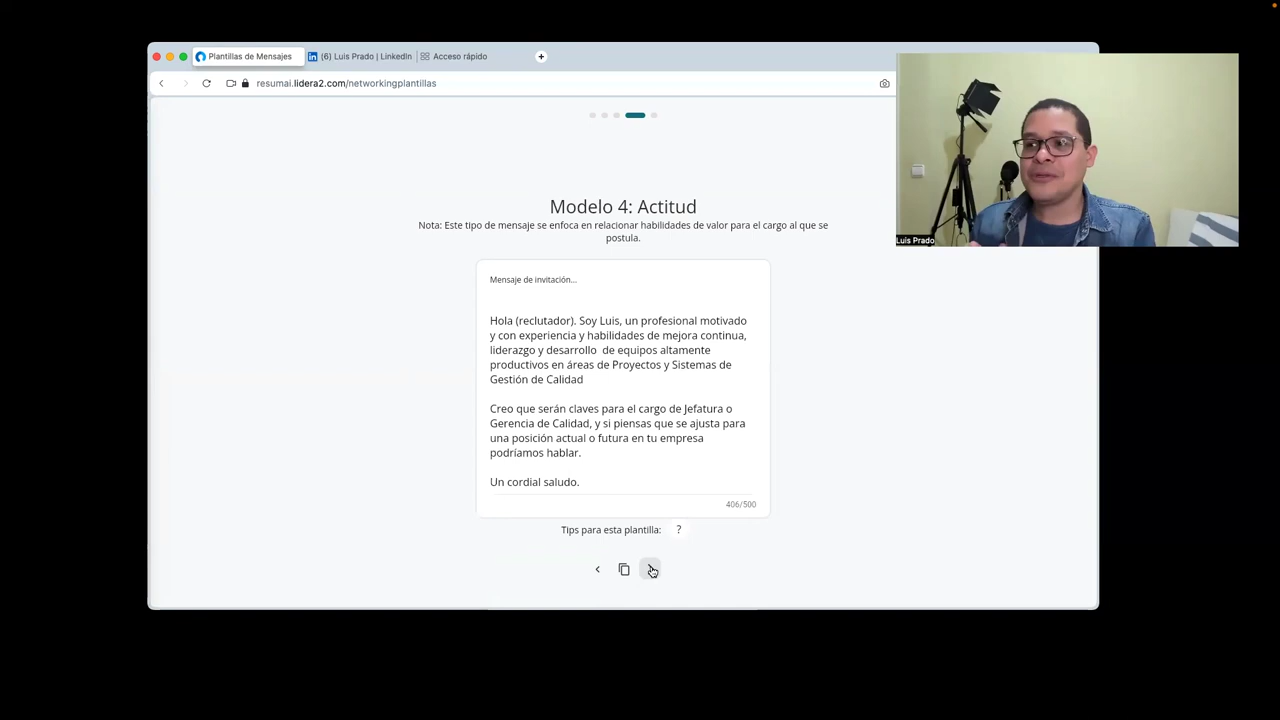 Plantillas de Mensajes
(6) Luis Prado | LinkedIn
Acceso rápido
resumai.lidera2.com/networkingplantillas
Luis Prado
Modelo 4: Actitud
Nota: Este tipo de mensaje se enfoca en relacionar habilidades de valor para el cargo al que se
postula.
Mensaje de invitación...
Hola (reclutador). Soy Luis, un profesional motivado
y con experiencia y habilidades de mejora continua,
liderazgo y desarrollo  de equipos altamente
productivos en áreas de Proyectos y Sistemas de
Gestión de Calidad
Creo que serán claves para el cargo de Jefatura o
Gerencia de Calidad, y si piensas que se ajusta para
una posición actual o futura en tu empresa
podríamos hablar.
Un cordial saludo.
406/500
Tips para esta plantilla: ?